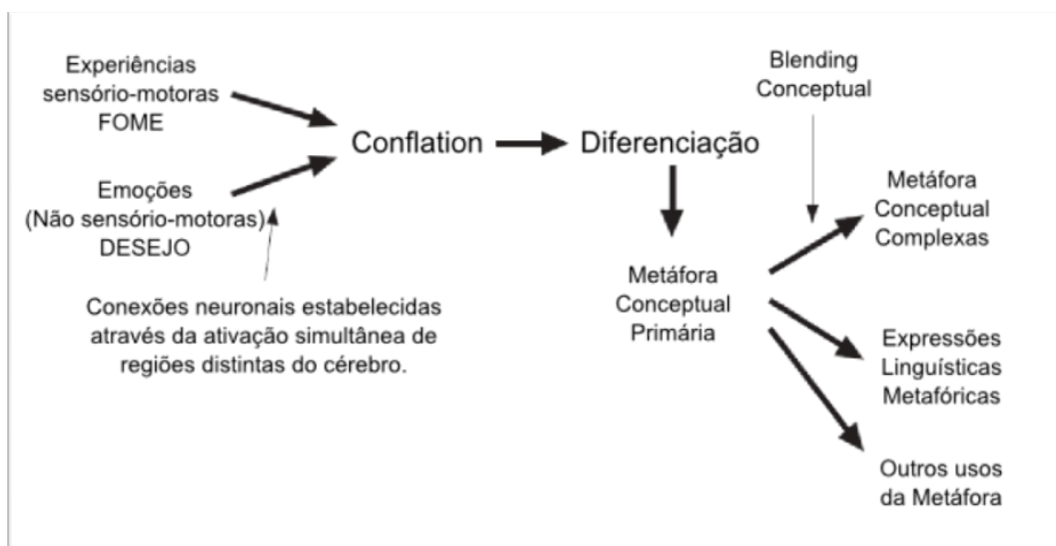 Experiências
sensório-motoras
FOME
Emoções
(Não sensório-motoras)
DESEJO
Conexões neuronais estabelecidas
através da ativação simultânea de
regiões distintas do cérebro.
Conflation
Diferenciação
Metáfora
Conceptual
Primária
Blending
Conceptual
Metáfora
Conceptual
Complexas
Expressões
Linguísticas
Metafóricas
Outros usos
da Metáfora